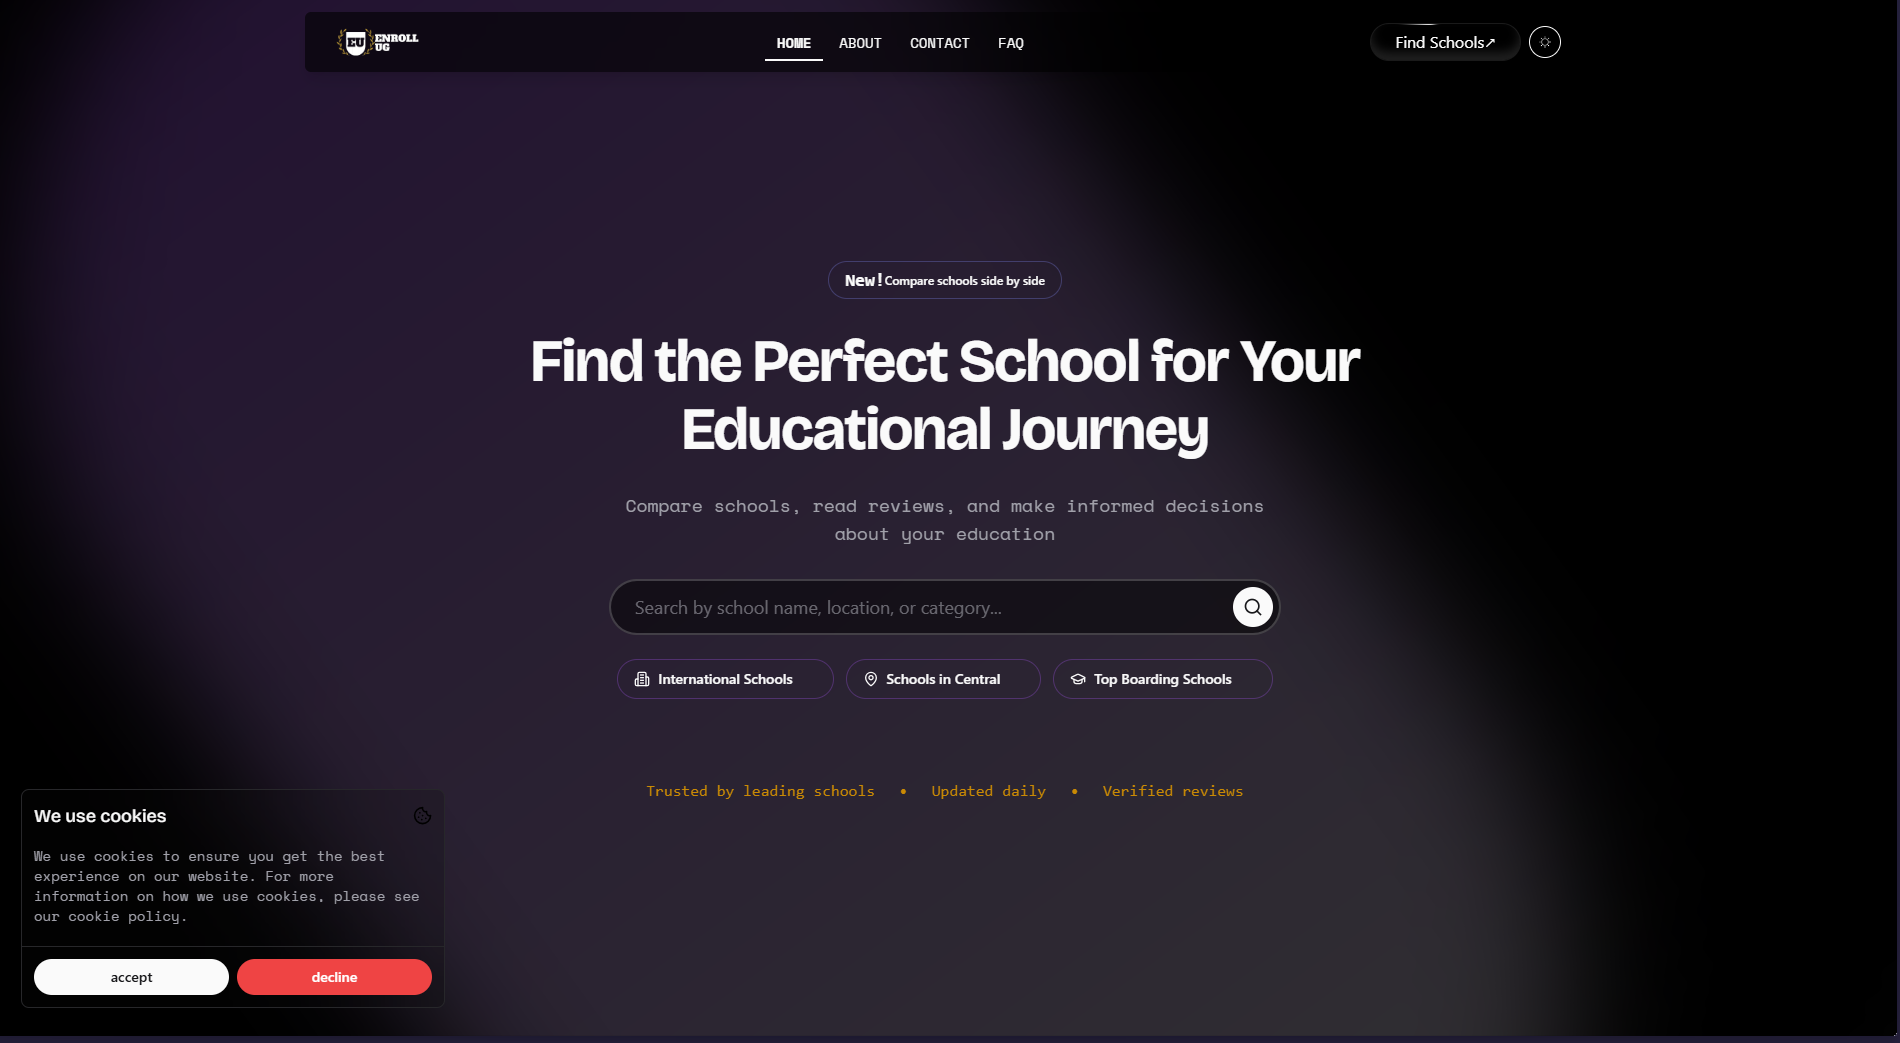 EU ENROLL
UG
HOME ABOUT CONTACT FAQ
Find Schools↗
New! Compare schools side by side
Find the Perfect School for Your
Educational Journey
Compare schools, read reviews, and make informed decisions
about your education
Search by school name, location, or category...
International Schools
Schools in Central
Top Boarding Schools
Trusted by leading schools • Updated daily • Verified reviews
We use cookies
We use cookies to ensure you get the best
experience on our website. For more
information on how we use cookies, please see
our cookie policy.
accept
decline